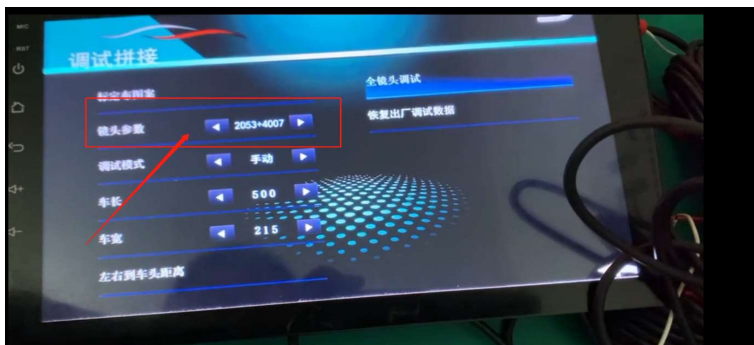 MIC
RST
调试拼接
标定布图案
镜头参数 2053+4007
调试模式 手动
车长 500
车宽 215
左右到车头距离
全镜头调试
恢复出厂调试数据